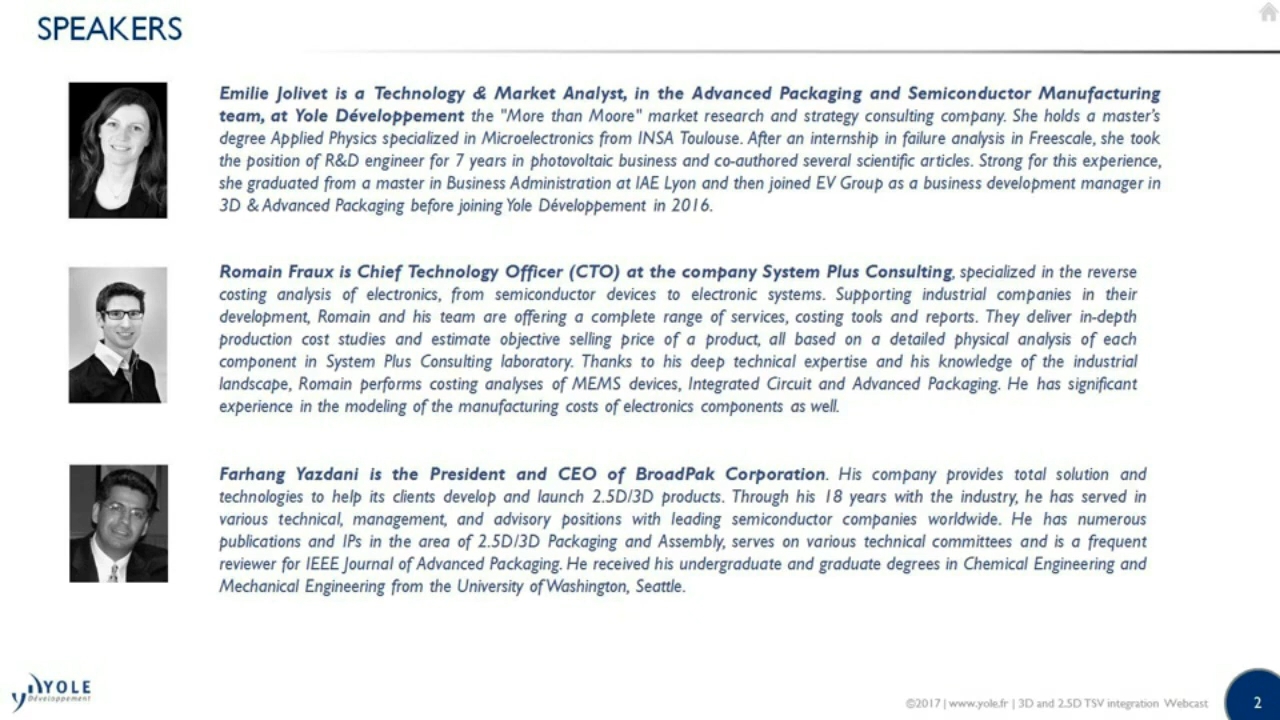 SPEAKERS
Emilie Jolivet is a Technology & Market Analyst, in the Advanced Packaging and Semiconductor Manufacturing
team, at Yole Développement the "More than Moore" market research and strategy consulting company. She holds a master's
degree Applied Physics specialized in Microelectronics from INSA Toulouse. After an internship in failure analysis in Freescale, she took
the position of R&D engineer for 7 years in photovoltaic business and co-authored several scientific articles. Strong for this experience,
she graduated from a master in Business Administration at IAE Lyon and then joined EV Group as a business development manager in
3D & Advanced Packaging before joining Yole Développement in 2016.
Romain Fraux is Chief Technology Officer (CTO) at the company System Plus Consulting, specialized in the reverse
costing analysis of electronics, from semiconductor devices to electronic systems. Supporting industrial companies in their
development, Romain and his team are offering a complete range of services, costing tools and reports. They deliver in-depth
production cost studies and estimate objective selling price of a product, all based on a detailed physical analysis of each
component in System Plus Consulting laboratory. Thanks to his deep technical expertise and his knowledge of the industrial
landscape, Romain performs costing analyses of MEMS devices, Integrated Circuit and Advanced Packaging. He has significant
experience in the modeling of the manufacturing costs of electronics components as well.
Farhang Yazdani is the President and CEO of BroadPak Corporation. His company provides total solution and
technologies to help its clients develop and launch 2.5D/3D products. Through his 18 years with the industry, he has served in
various technical, management, and advisory positions with leading semiconductor companies worldwide. He has numerous
publications and IPs in the area of 2.5D/3D Packaging and Assembly, serves on various technical committees and is a frequent
reviewer for IEEE Journal of Advanced Packaging. He received his undergraduate and graduate degrees in Chemical Engineering and
Mechanical Engineering from the University of Washington, Seattle.
YOLE
Développement
©2017 | www.yole.fr | 3D and 2.5D TSV integration Webcast
2